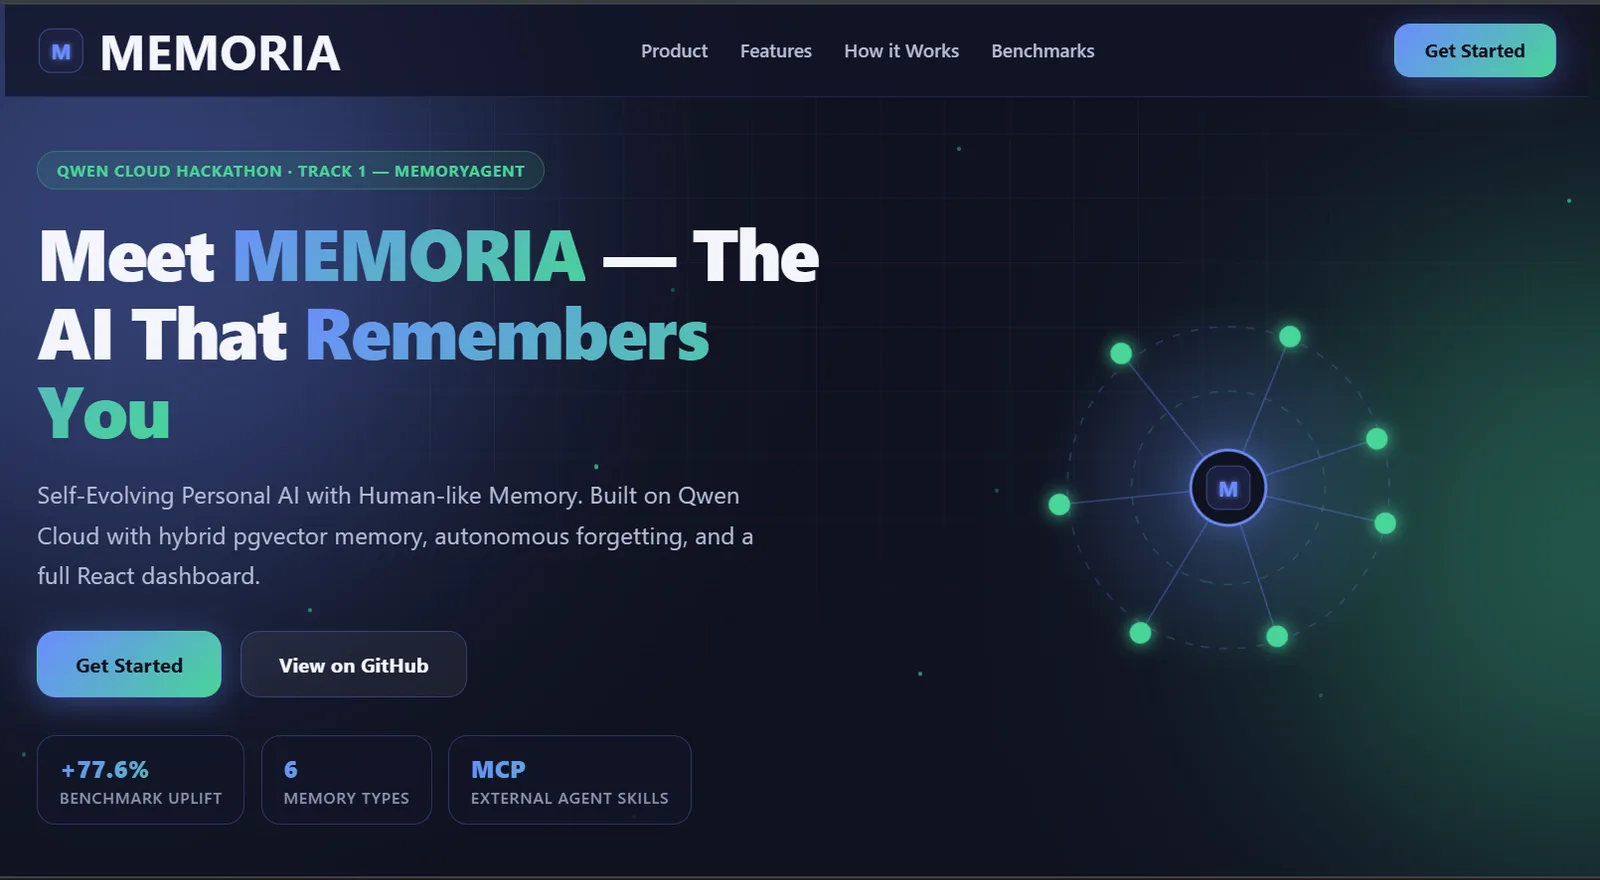 M MEMORIA
Product Features How it Works Benchmarks
Get Started
QWEN CLOUD HACKATHON · TRACK 1 — MEMORYAGENT
Meet MEMORIA — The
AI That Remembers
You
Self-Evolving Personal AI with Human-like Memory. Built on Qwen
Cloud with hybrid pgvector memory, autonomous forgetting, and a
full React dashboard.
Get Started
View on GitHub
+77.6%
BENCHMARK UPLIFT
6
MEMORY TYPES
MCP
EXTERNAL AGENT SKILLS
M